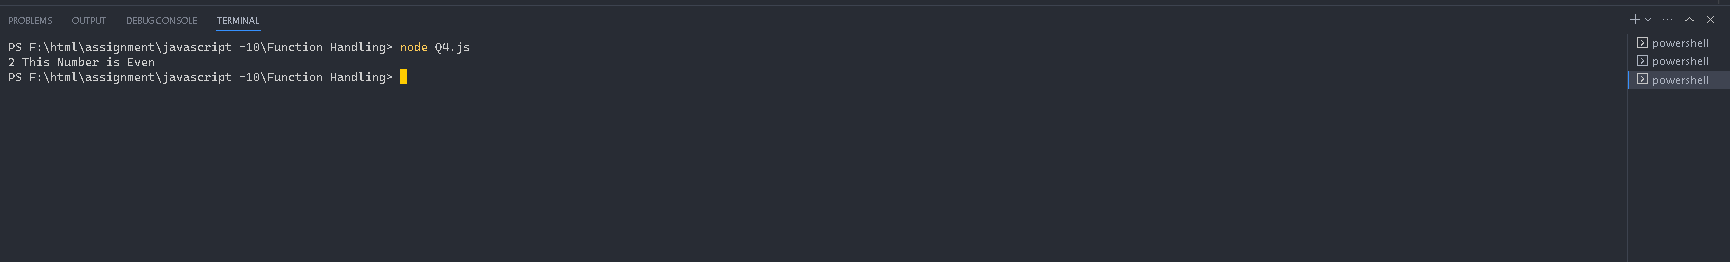 PROBLEMS OUTPUT DEBUG CONSOLE TERMINAL
PS F:\html\assignment\javascript -10\Function Handling> node Q4.js
2 This Number is Even
PS F:\html\assignment\javascript -10\Function Handling>
powershell
powershell
powershell